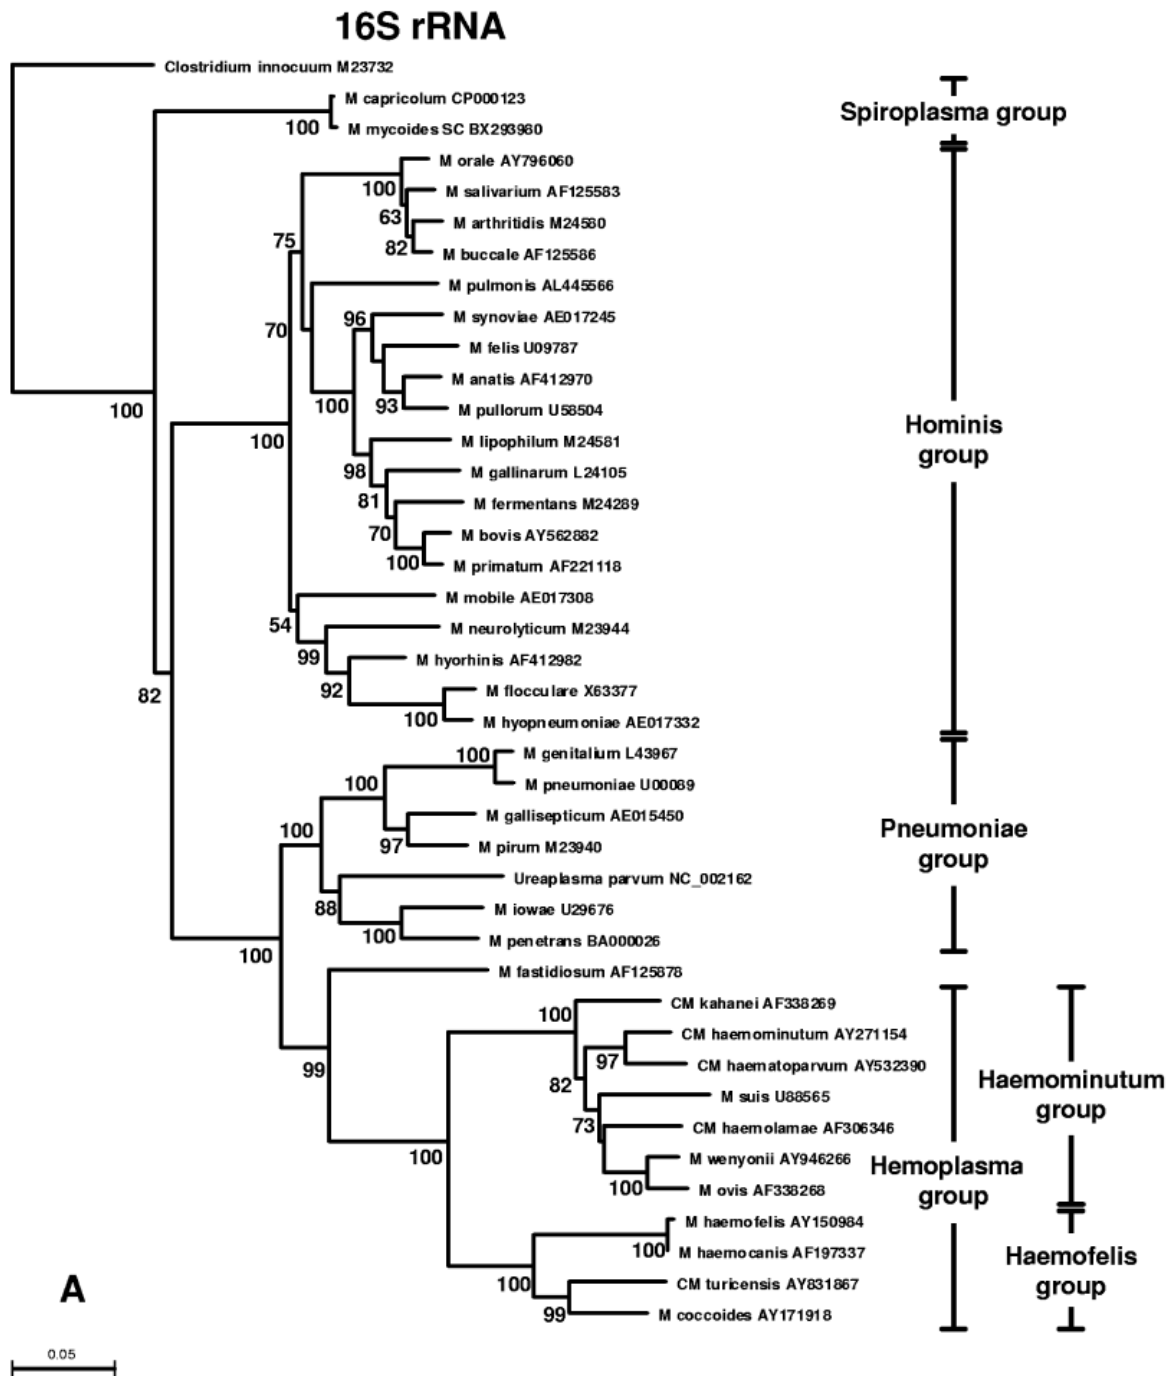 16S rRNA
Clostridium innocuum M23732
M capricolum CP000123
100
M mycoides SC BX293980
Spiroplasma group
M orale AY796060
100
M salivarium AF125583
63
M arthritidis M24580
82
M buccale AF125586
75
M pulmonis AL445566
70
96
M synoviae AE017245
M felis U09787
M anatis AF412970
100
93
M pullorum U58504
100
100
M lipophilum M24581
98
M gallinarum L24105
81
M fermentans M24289
70
M bovis AY562882
100
M primatum AF221118
Hominis
group
M mobile AE017308
54
M neurolyticum M23944
99
M hyorhinis AF412982
92
M flocculare X63377
100
M hyopneumoniae AE017332
82
100
M genitalium L43967
M pneumoniae U00089
100
M gallisepticum AE015450
100
97
M pirum M23940
Pneumoniae
group
Ureaplasma parvum NC_002162
88
M iowae U29676
100
M penetrans BA000026
100
M fastidiosum AF125878
99
CM kahanei AF338269
100
CM haemominutum AY271154
97
CM haematoparvum AY532390
82
M suis U88565
73
CM haemolamae AF306346
M wenyonii AY946266
100
M ovis AF338268
100
Haemominutum
group
Hemoplasma
group
M haemofelis AY150984
100
M haemocanis AF197337
100
CM turicensis AY831867
99
M coccoides AY171918
Haemofelis
group
A
0.05